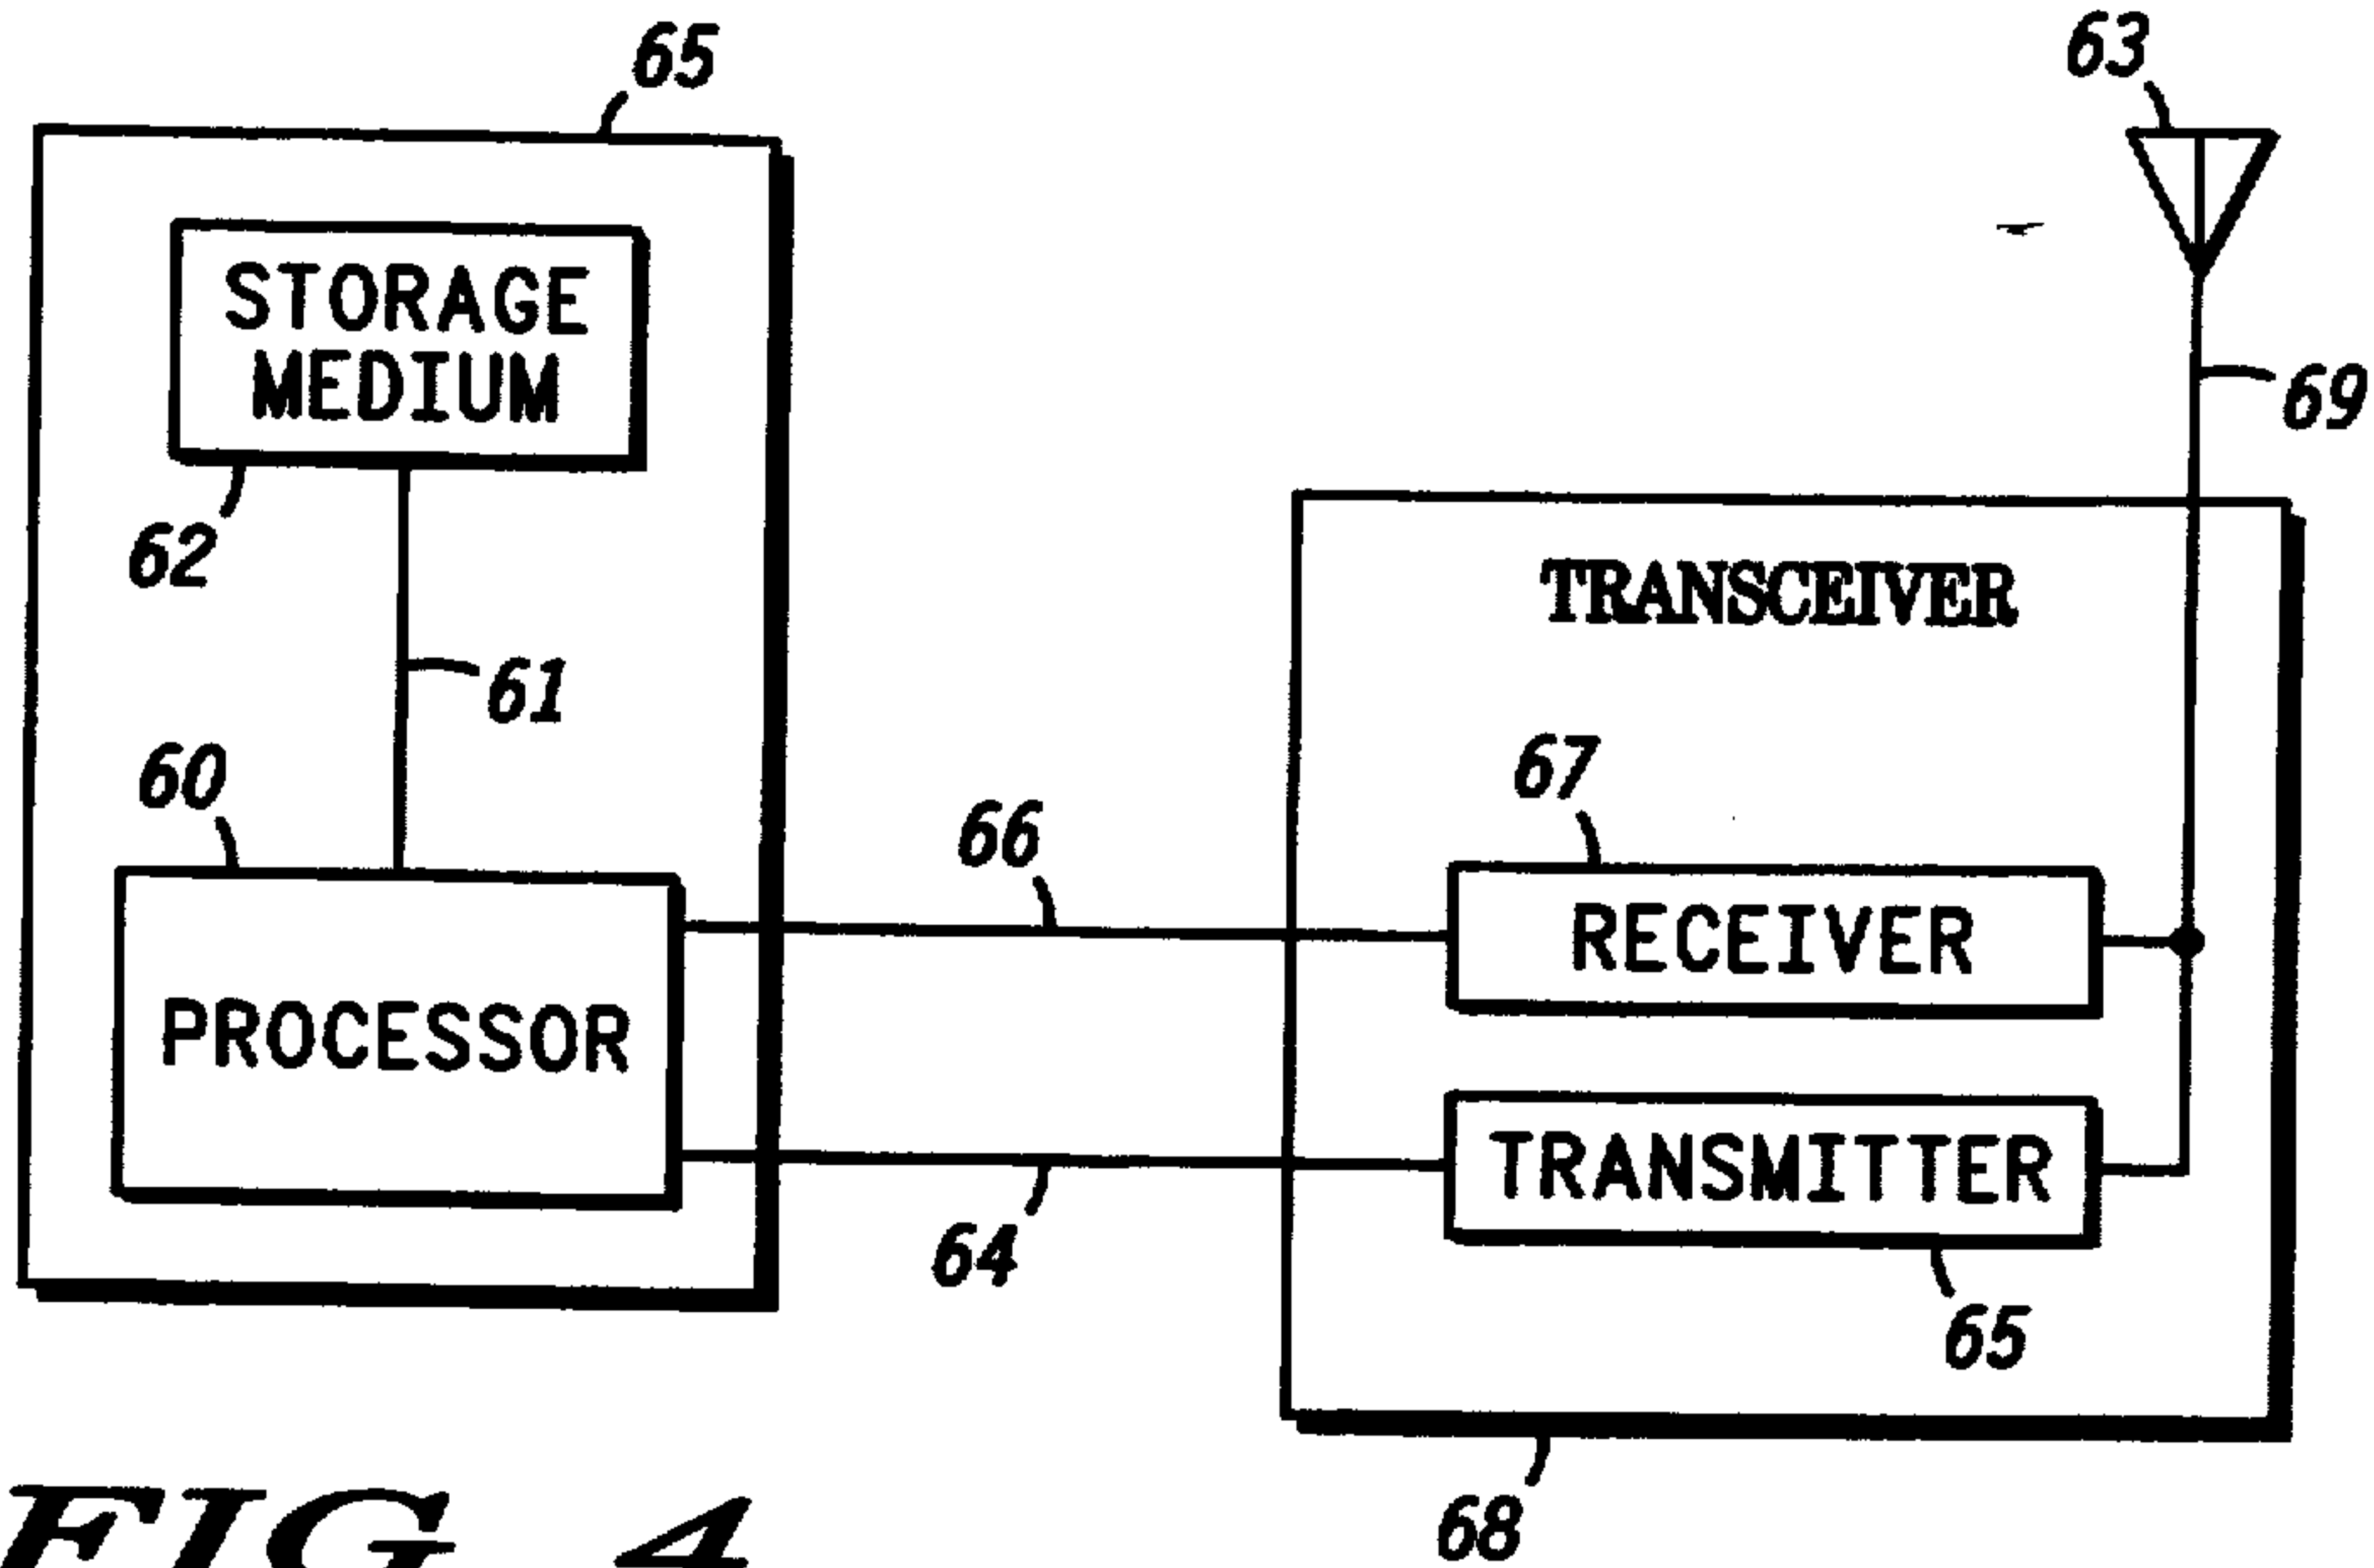 65
63
STORAGE
MEDIUM
69
62
TRANSCEIVER
61
60
67
66
RECEIVER
PROCESSOR
TRANSMITTER
64
65
68
FIG 4